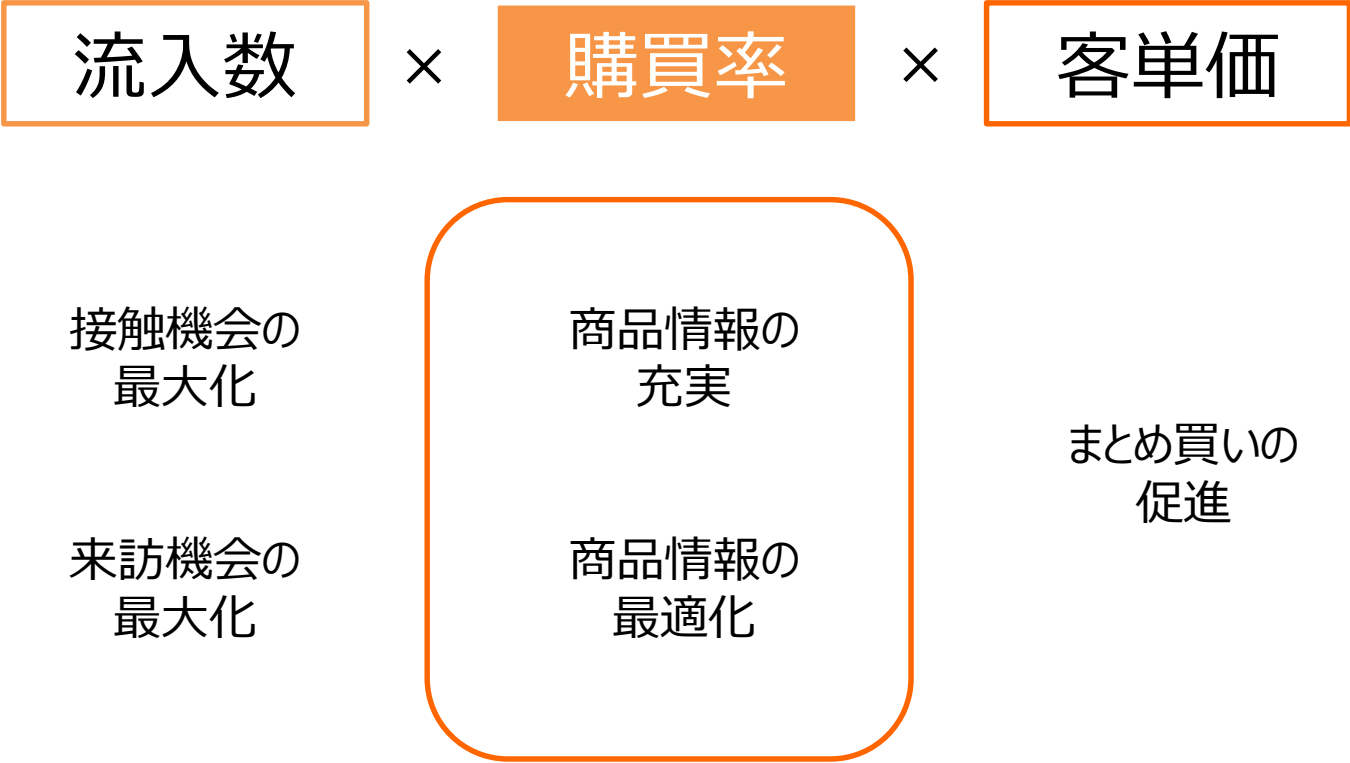 流入数 × 購買率 × 客単価
接触機会の
最大化
来訪機会の
最大化
商品情報の
充実
商品情報の
最適化
まとめ買いの
促進